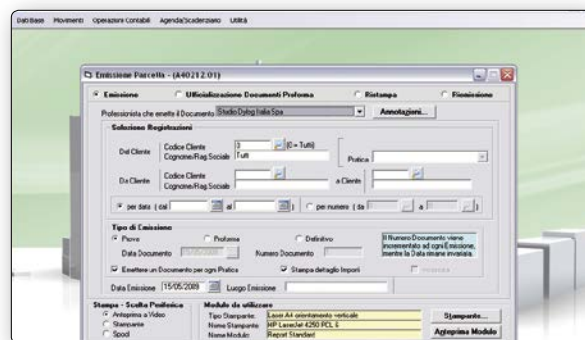 Dati Base Movimenti Operazioni Contabili Agenda/Scadenziario Utilità
Emissione Parcella - (A40212.01)
Emissione Ufficializzazione Documenti Proforma Ristampa Riemissione
Professionista che emette il Documento Studio Dylog Italia Spa Annotazioni...
Selezione Registrazioni
Del Cliente Codice Cliente 0 (0 = Tutti)
Cognome/Rag.Sociale Tutti Pratica
Da Cliente Codice Cliente a Cliente
Cognome/Rag.Sociale
per data ( dal al ) per numero ( da a )
Tipo di Emissione
Prova Proforma Definitivo
Il Numero Documento viene
incrementato ad ogni Emissione,
mentre la Data rimane invariata.
Data Documento 15/05/2009 Numero Documento
Emettere un Documento per ogni Pratica Stampa dettaglio Importi
Data Emissione 15/05/2009 Luogo Emissione
Stampa - Scelta Periferica Modulo da utilizzare
Anteprima a Video Tipo Stampante: Laser A4 orientamento verticale Stampante...
Stampante Nome Stampante: HP LaserJet 4250 PCL 6
Spool Nome Modulo: Report Standard Anteprima Modulo